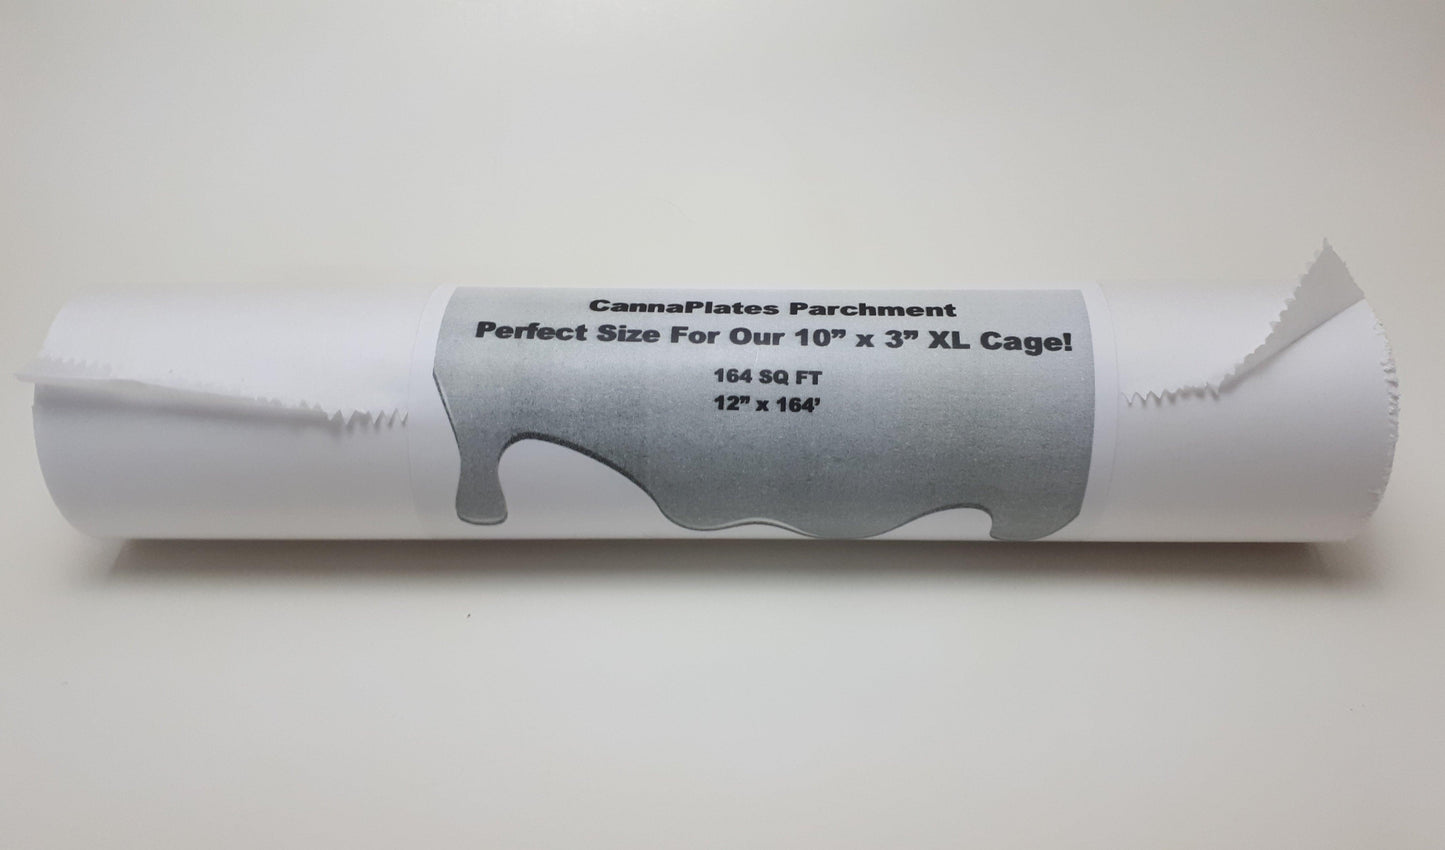 CannaPlates Parchment
Perfect Size For Our 10” x 3” XL Cage!
164 SQ FT
12” x 164’